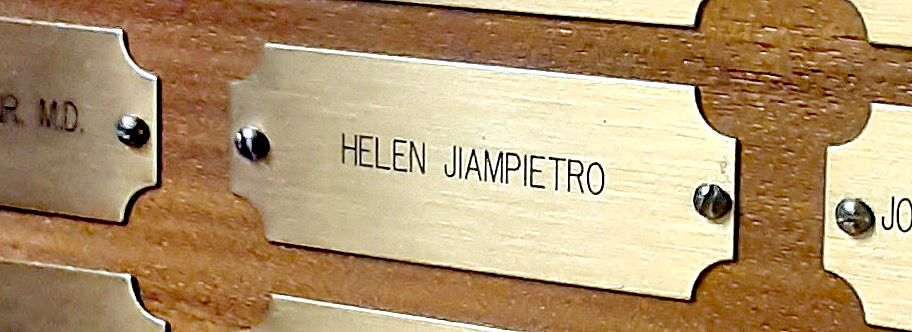 R. M.D.
HELEN JIAMPIETRO
JO